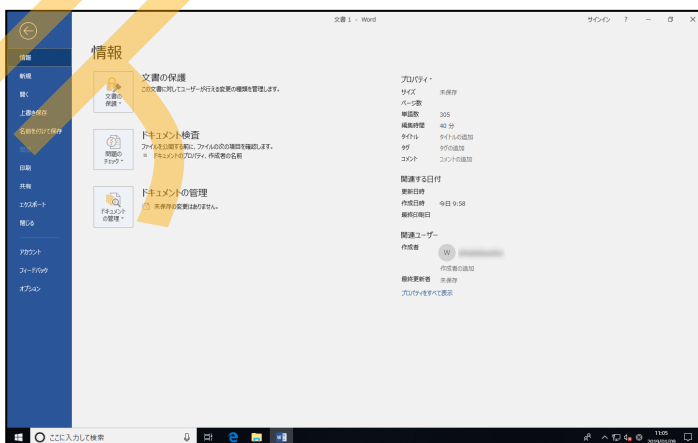 文書 1 - Word
サインイン
?
情報
新規
開く
上書き保存
名前を付けて保存
印刷
共有
エクスポート
閉じる
アカウント
フィードバック
オプション
情報
文書の保護
この文書に対してユーザーが行える変更の種類を管理します。
文書の
保護
ドキュメント検査
ファイルを公開する前に、ファイルの次の項目を確認します。
ドキュメントのプロパティ、作成者の名前
問題の
チェック
ドキュメントの管理
未保存の変更はありません。
ドキュメント
の管理
プロパティ
サイズ 未保存
ページ数
単語数 305
編集時間 40 分
タイトル タイトルの追加
タグ タグの追加
コメント コメントの追加
関連する日付
更新日時
作成日時 今日 9:58
最終印刷日
関連ユーザー
作成者
W
作成者の追加
最終更新者 未保存
プロパティをすべて表示
ここに入力して検索
11:05
2019/01/09